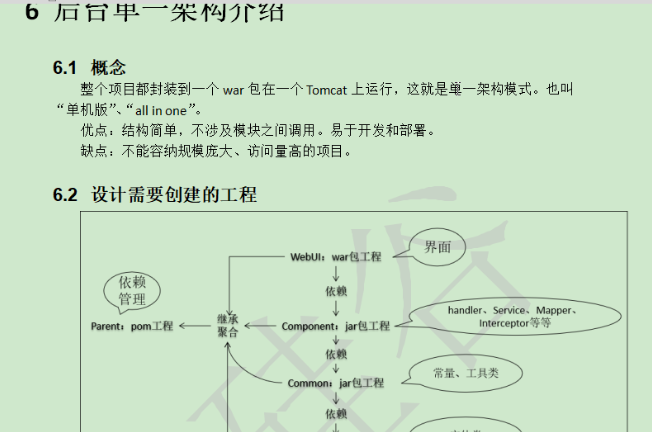 6 后台单一架构介绍
6.1 概念
整个项目都封装到一个 war 包在一个 Tomcat 上运行，这就是单一架构模式。也叫
“单机版”、“all in one”。
优点：结构简单，不涉及模块之间调用。易于开发和部署。
缺点：不能容纳规模庞大、访问量高的项目。
6.2 设计需要创建的工程
WebUI：war包工程
界面
依赖
依赖
管理
Parent：pom工程
继承
聚合
Component：jar包工程
handler、Service、Mapper、
Interceptor等等
依赖
Common：jar包工程
常量、工具类
依赖